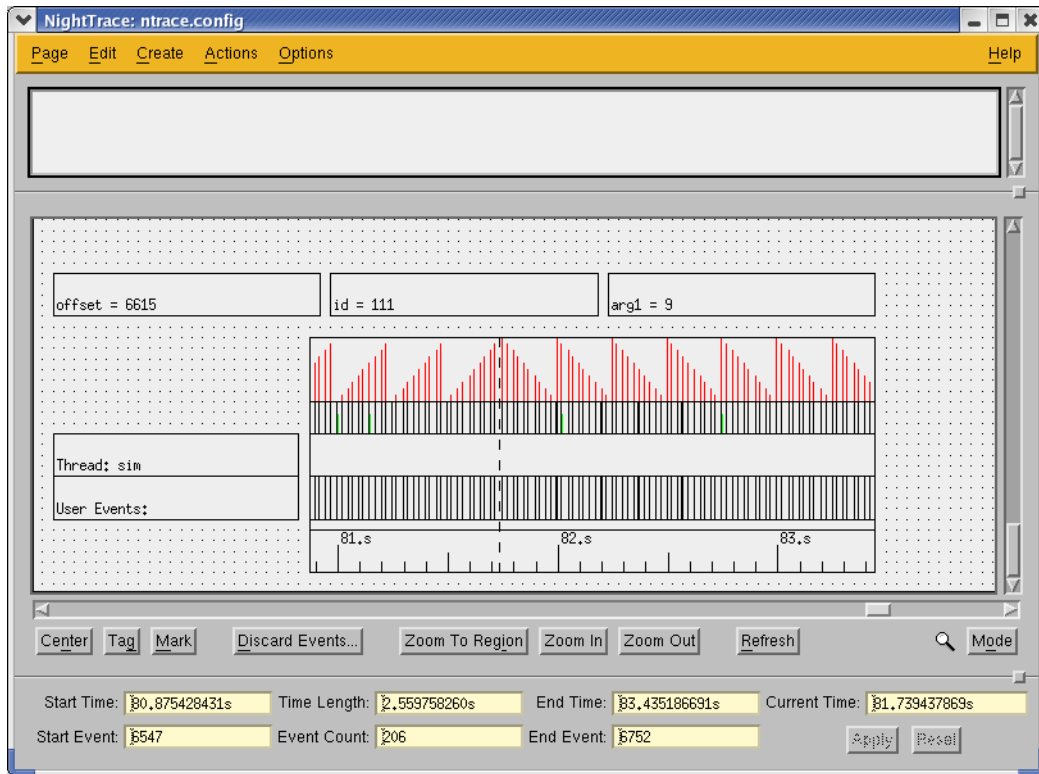 NightTrace: ntrace.config
Page Edit Create Actions Options Help
offset = 6615 id = 111 arg1 = 9
Thread: sim
User Events:
81.s 82.s 83.s
Center Tag Mark Discard Events... Zoom To Region Zoom In Zoom Out Refresh Mode
Start Time: 80.875428431s Time Length: 2.559758260s End Time: 83.435186691s Current Time: 81.739437869s
Start Event: 6547 Event Count: 206 End Event: 6752 Apply Reset